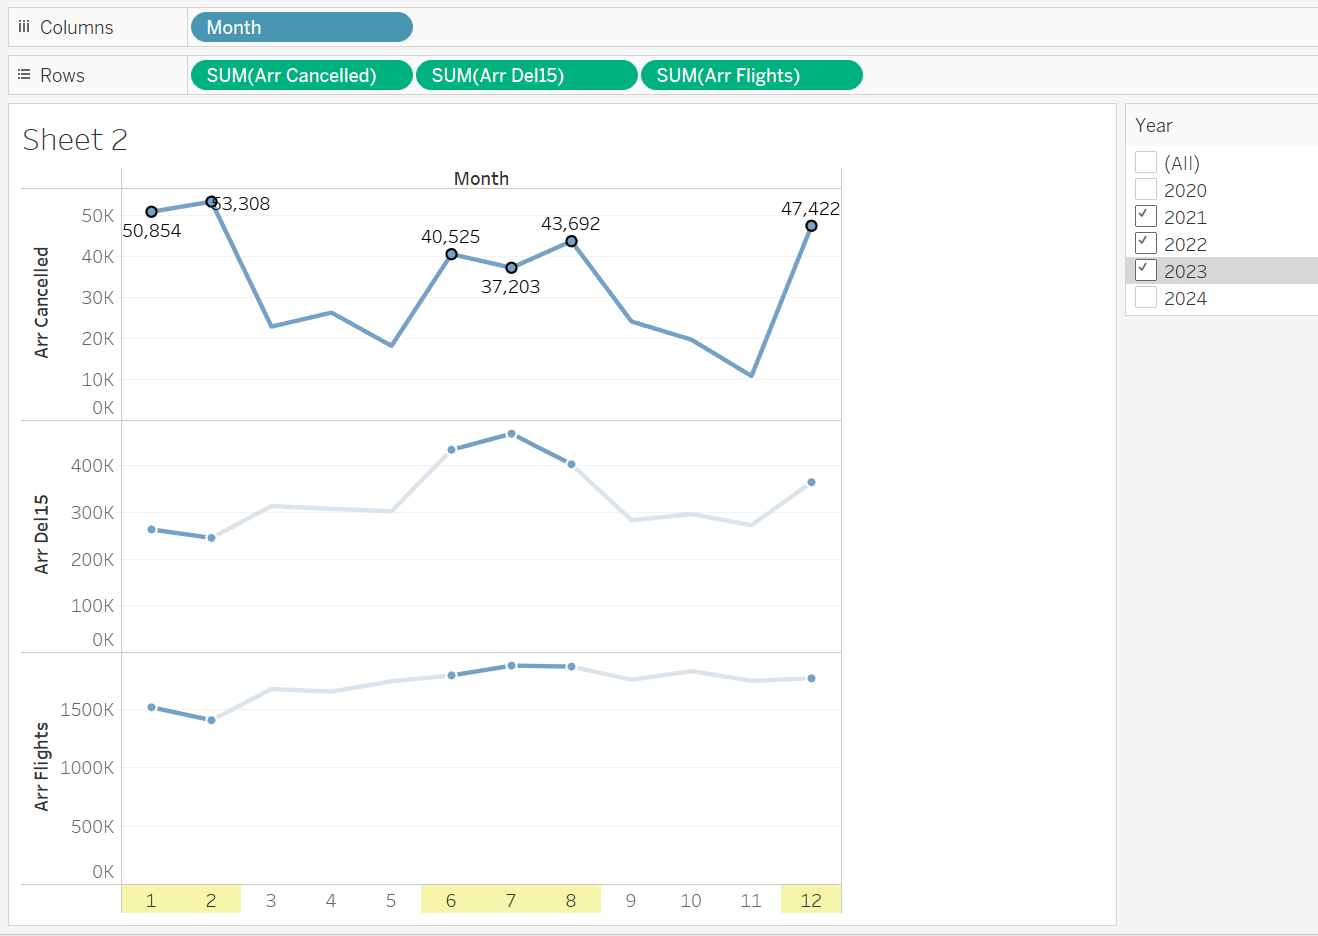 Columns
Month
Rows
SUM(Arr Cancelled)
SUM(Arr Del15)
SUM(Arr Flights)
Sheet 2
Month
Arr Cancelled
50K
40K
30K
20K
10K
0K
50,854
53,308
40,525
37,203
43,692
47,422
Arr Del15
400K
300K
200K
100K
0K
Arr Flights
1500K
1000K
500K
0K
1 2 3 4 5 6 7 8 9 10 11 12
Year
(All)
2020
2021
2022
2023
2024